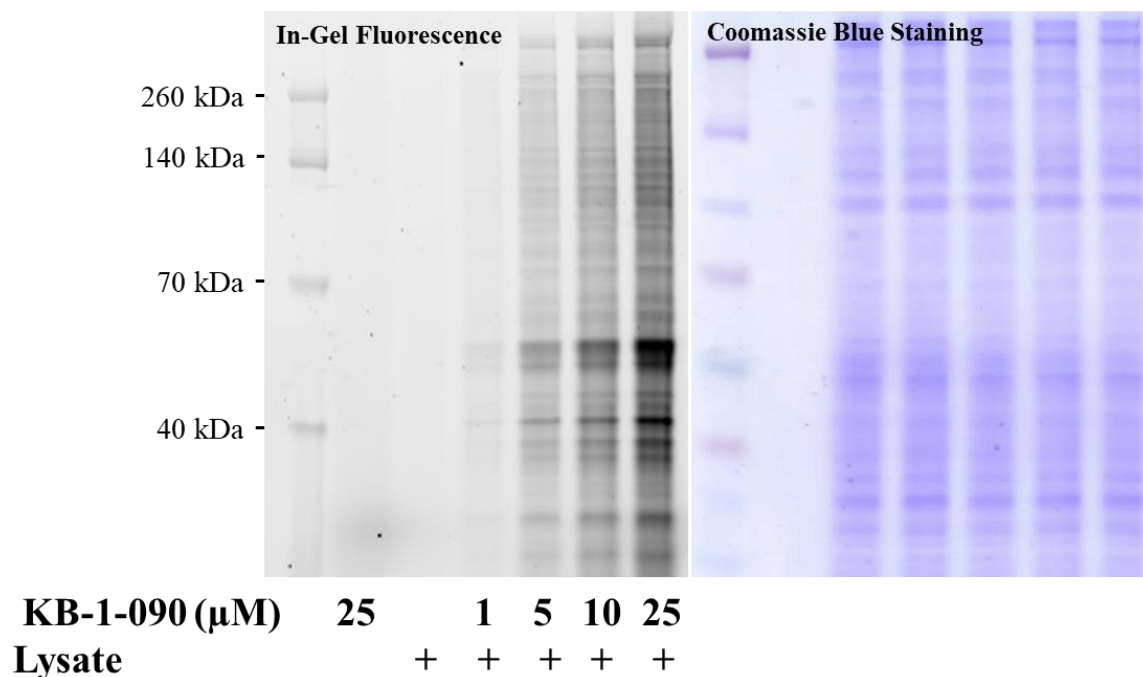 In-Gel Fluorescence
Coomassie Blue Staining
260 kDa -
140 kDa -
70 kDa -
40 kDa -
KB-1-090 (µM) 25 1 5 10 25
Lysate + + + + +